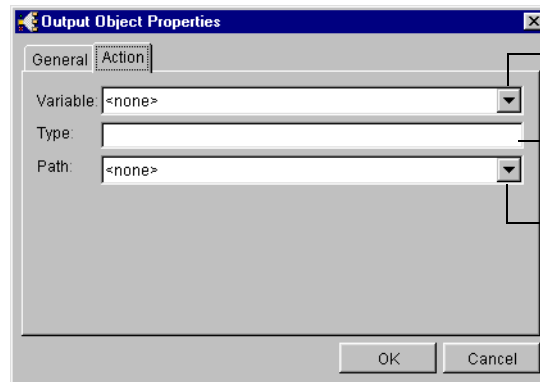 Output Object Properties
General Action
Variable: <none>
Type:
Path: <none>
OK Cancel